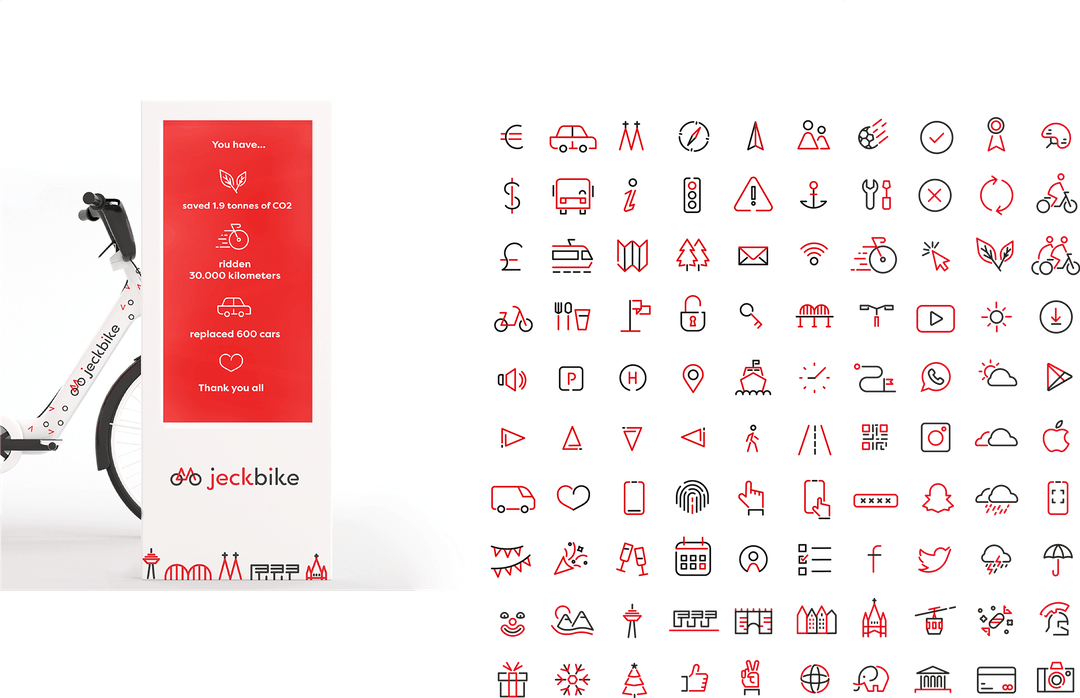 You have...
saved 1.9 tonnes of CO2
ridden
30.000 kilometers
replaced 600 cars
Thank you all
jeckbike
jeckbike
€
$
£
i
P
H
f